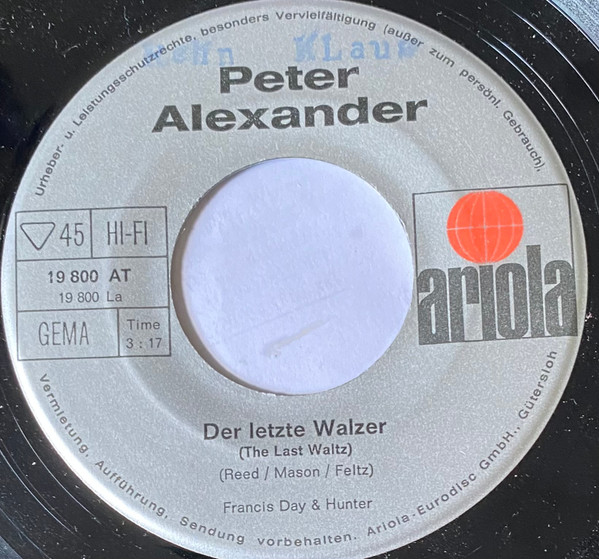 Urheber- u. Leistungsschutzrechte, besonders Vervielfältigung (außer zum persönl. Gebrauch),
Klaus
Peter
Alexander
45 HI-FI
19 800 AT
19 800 La
GEMA Time
3 : 17
ariola
Der letzte Walzer
(The Last Waltz)
(Reed / Mason / Feltz)
Francis Day & Hunter
Vermietung, Aufführung, Sendung vorbehalten. Ariola-Eurodisc GmbH., Gütersloh